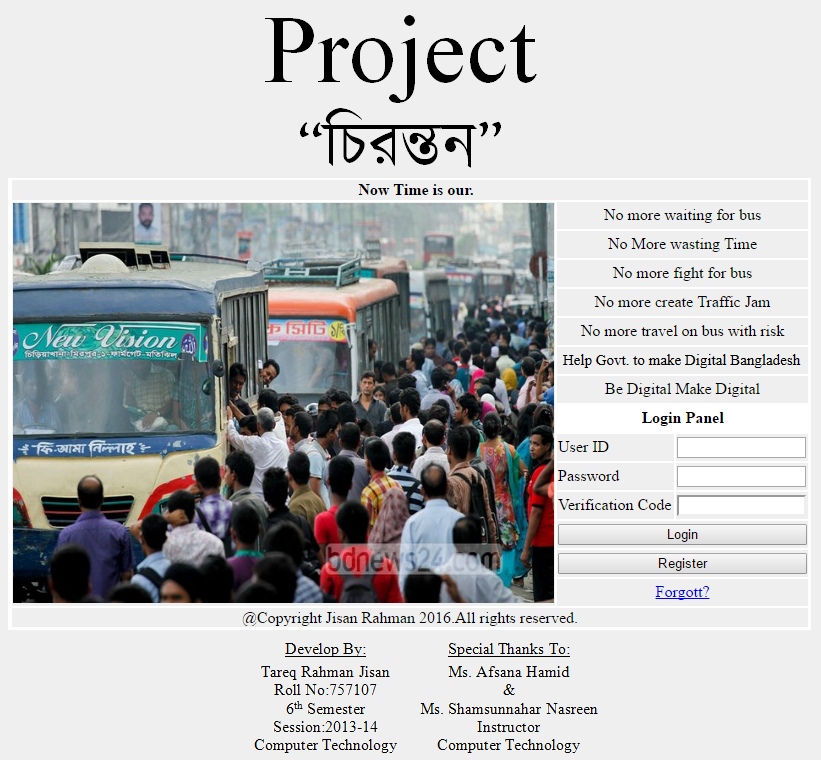 Project
“চিরন্তন”
Now Time is our.
New Vision
চিড়িয়াখানা-মিরপুর-১-ফার্মগেট-মতিঝিল
ফি-আমা নিল্লাহ
ক সিটি
bdnews24.com
No more waiting for bus
No More wasting Time
No more fight for bus
No more create Traffic Jam
No more travel on bus with risk
Help Govt. to make Digital Bangladesh
Be Digital Make Digital
Login Panel
User ID
Password
Verification Code
Login
Register
Forgott?
@Copyright Jisan Rahman 2016.All rights reserved.
Develop By:
Tareq Rahman Jisan
Roll No:757107
6th Semester
Session:2013-14
Computer Technology
Special Thanks To:
Ms. Afsana Hamid
&
Ms. Shamsunnahar Nasreen
Instructor
Computer Technology